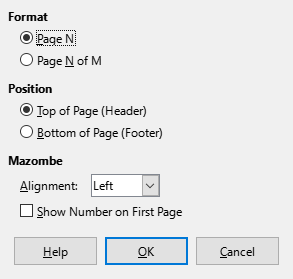 Format
Page N
Page N of M
Position
Top of Page (Header)
Bottom of Page (Footer)
Mazombe
Alignment: Left
Show Number on First Page
Help OK Cancel